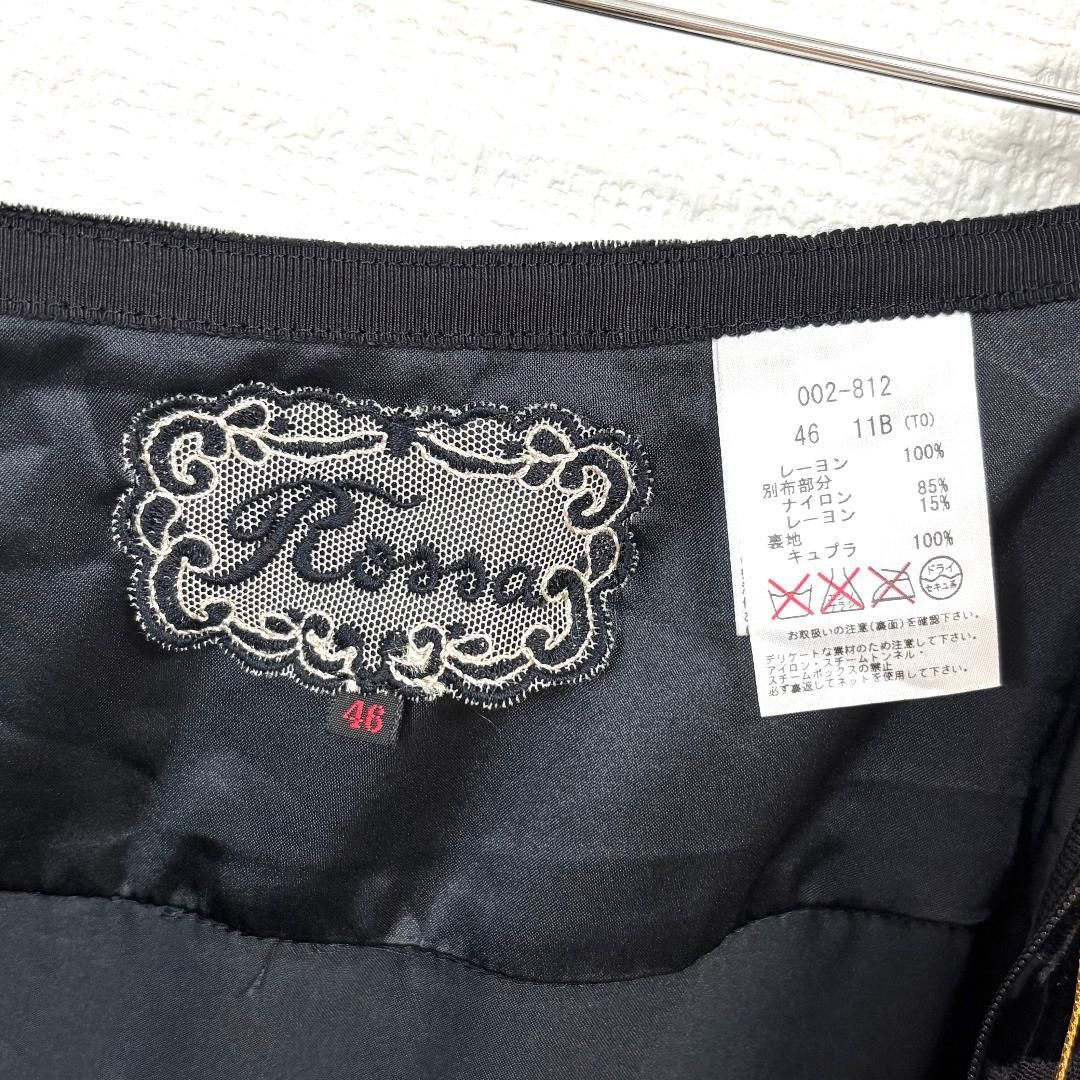 Rossa
46
002-812
46 11B (TO)
レーヨン 100%
別布部分
ナイロン 85%
レーヨン 15%
裏地
キュプラ 100%
ドライ
セキユ系
お取扱いの注意(裏面)を確認下さい。
デリケートな素材のため注意して下さい。
アイロン・スチームトンネル・
スチームボックスの禁止
必ず裏返してネットを使用して下さい。